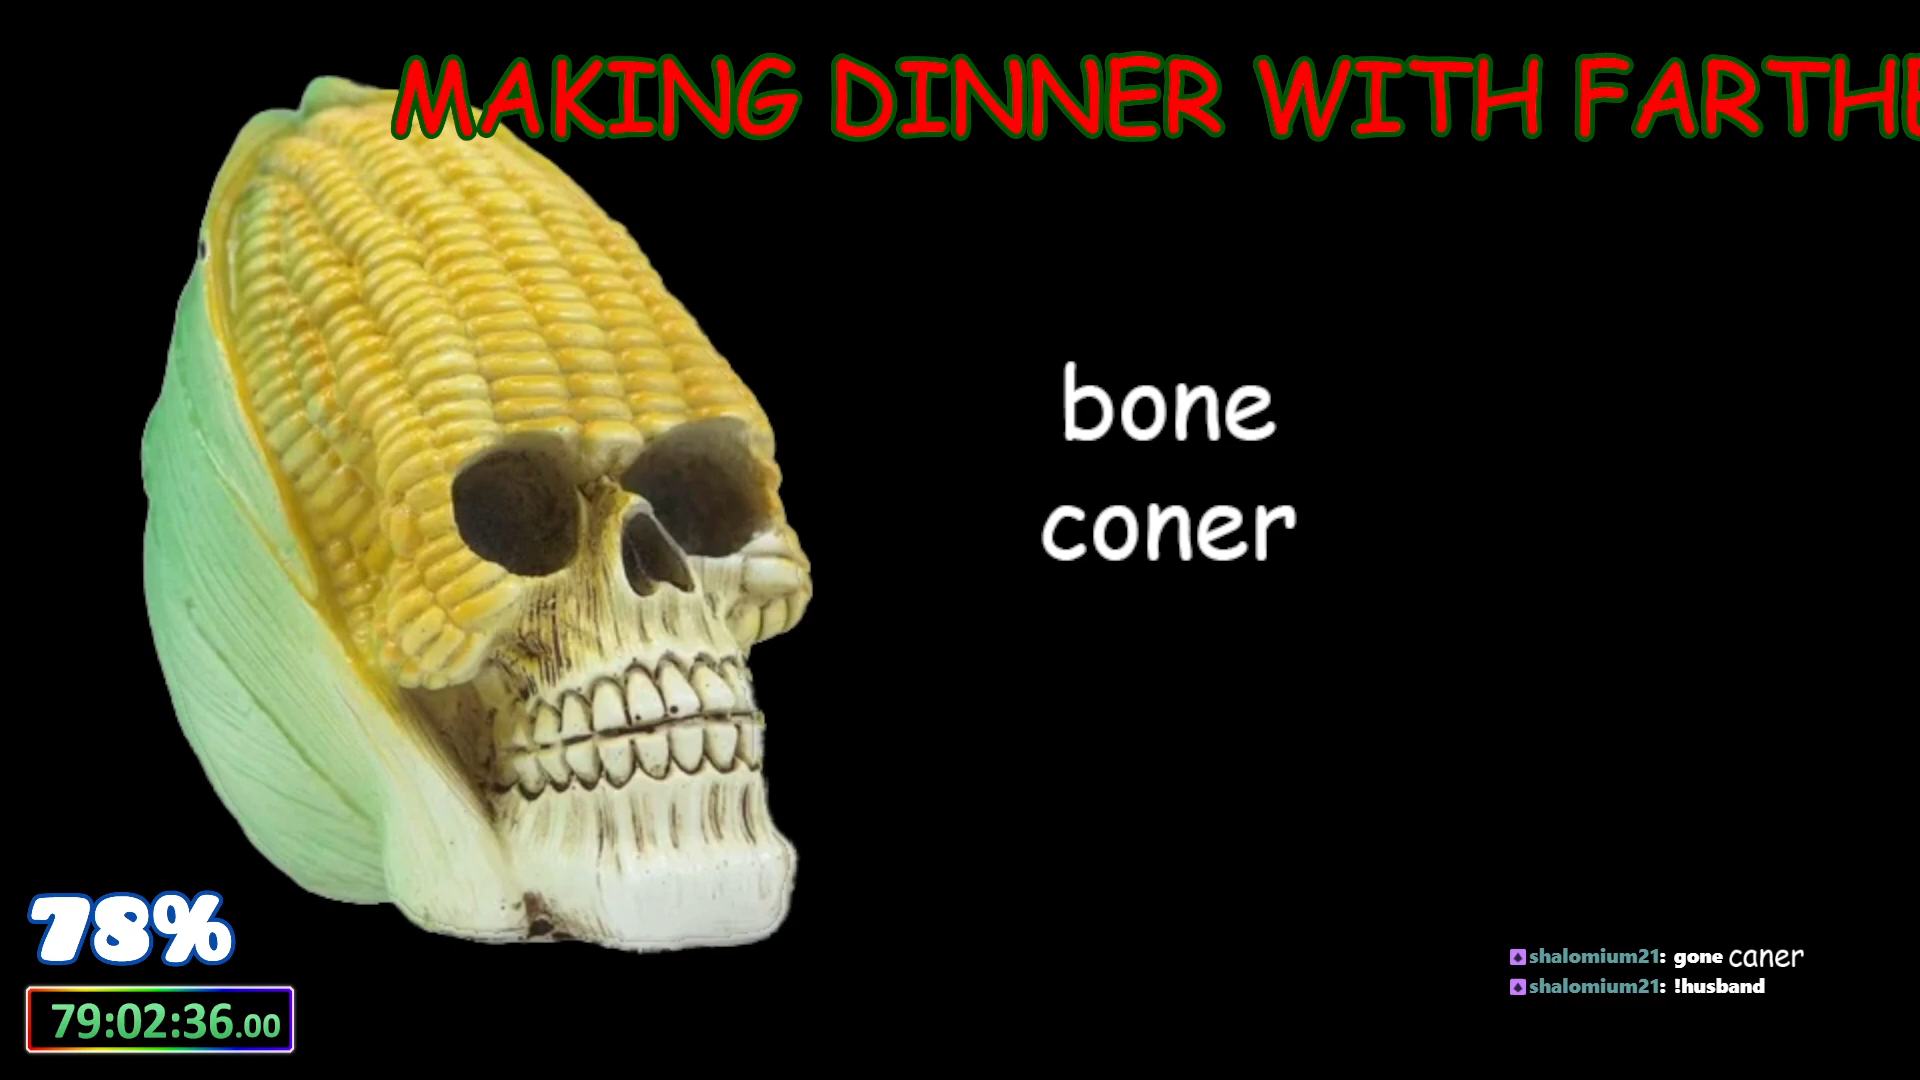 MAKING DINNER WITH FARTHE
bone
coner
78%
79:02:36.00
shalomium21: gone caner
shalomium21: !husband